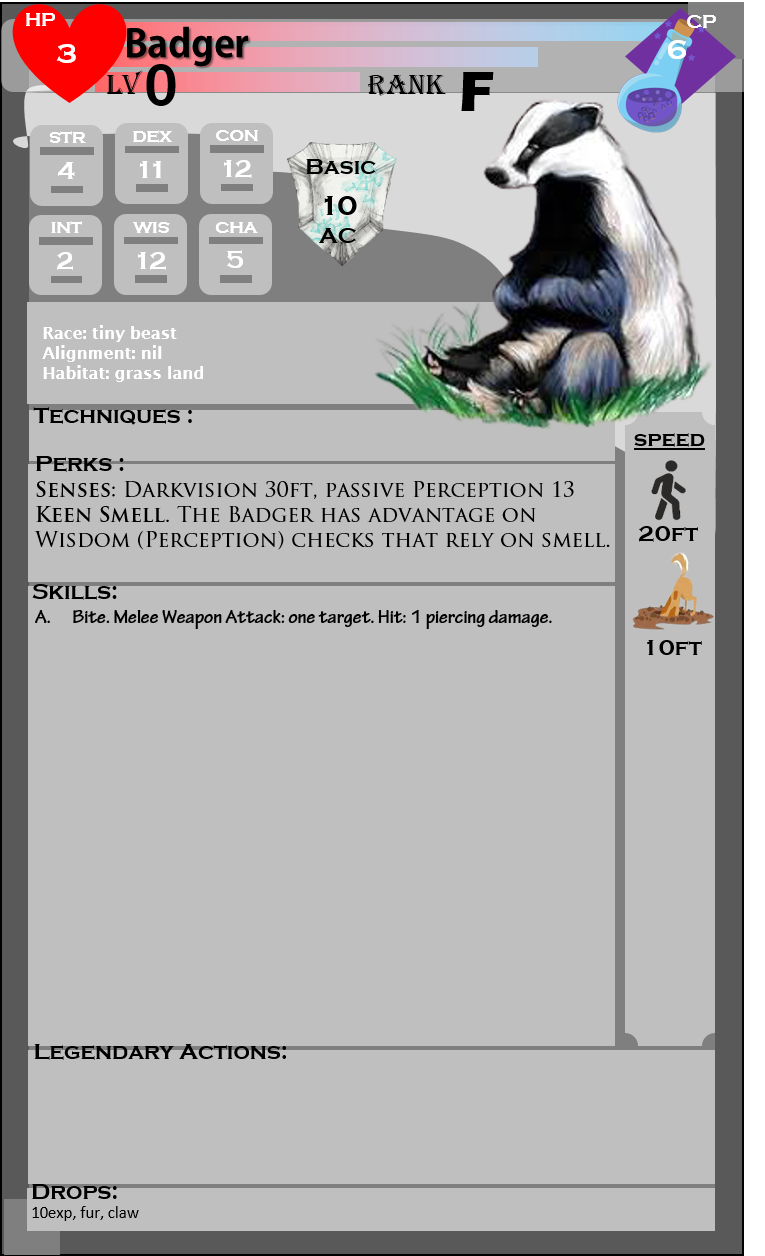 HP
3
Badger
CP
6
LV 0
RANK F
STR
4
DEX
11
CON
12
INT
2
WIS
12
CHA
5
Basic
10
AC
Race: tiny beast
Alignment: nil
Habitat: grass land
Techniques :
Perks :
Senses: Darkvision 30ft, passive Perception 13
Keen Smell. The Badger has advantage on
Wisdom (Perception) checks that rely on smell.
Skills:
A. Bite. Melee Weapon Attack: one target. Hit: 1 piercing damage.
SPEED
20FT
10FT
Legendary Actions:
Drops:
10exp, fur, claw